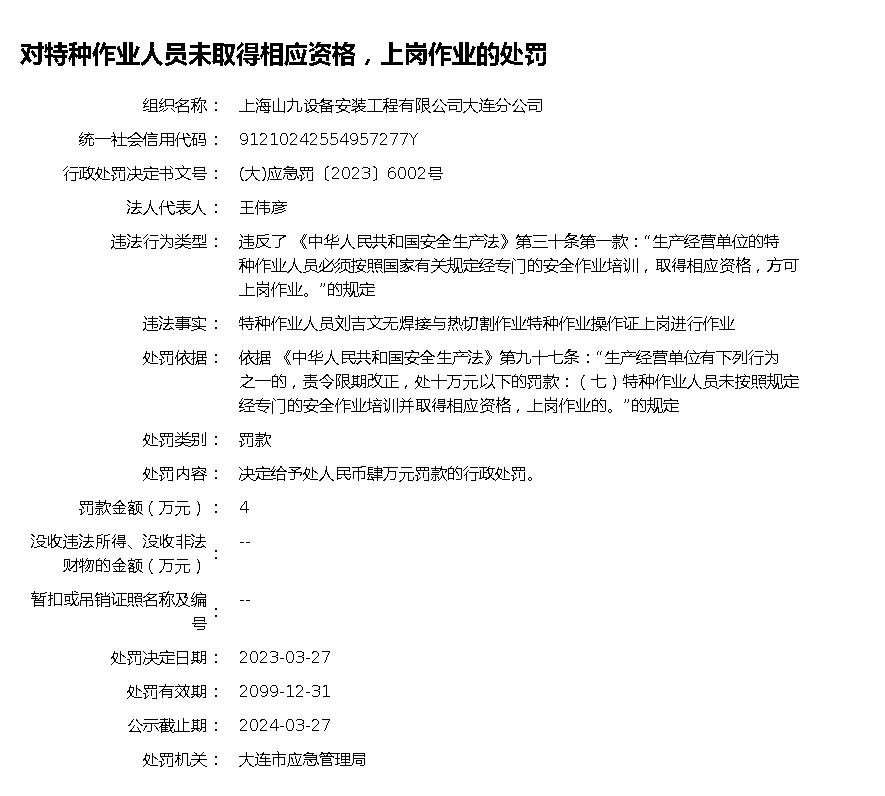 对特种作业人员未取得相应资格，上岗作业的处罚
组织名称： 上海山九设备安装工程有限公司大连分公司
统一社会信用代码： 91210242554957277Y
行政处罚决定书文号： (大)应急罚〔2023〕6002号
法人代表人： 王伟彦
违法行为类型： 违反了 《中华人民共和国安全生产法》第三十条第一款：“生产经营单位的特
种作业人员必须按照国家有关规定经专门的安全作业培训，取得相应资格，方可
上岗作业。”的规定
违法事实： 特种作业人员刘吉文无焊接与热切割作业特种作业操作证上岗进行作业
处罚依据： 依据 《中华人民共和国安全生产法》第九十七条：“生产经营单位有下列行为
之一的，责令限期改正，处十万元以下的罚款：（七）特种作业人员未按照规定
经专门的安全作业培训并取得相应资格，上岗作业的。”的规定
处罚类别： 罚款
处罚内容： 决定给予处人民币肆万元罚款的行政处罚。
罚款金额（万元）： 4
没收违法所得、没收非法
财物的金额（万元）： --
暂扣或吊销证照名称及编
号： --
处罚决定日期： 2023-03-27
处罚有效期： 2099-12-31
公示截止期： 2024-03-27
处罚机关： 大连市应急管理局